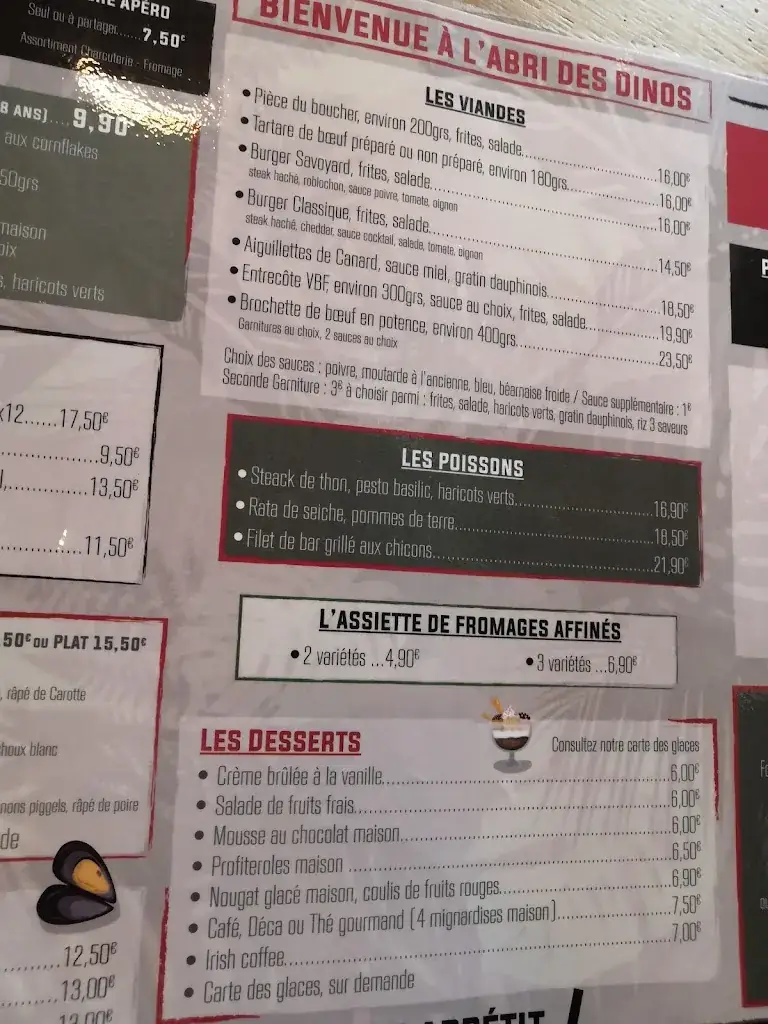 RE APÉRO
Seul ou à partager......7,50€
Assortiment Charcuterie - Fromage
8 ANS)....9,90
aux cornflakes
50grs
maison
oix
s, haricots verts
x12......17,50€
..................9,50€
l,...............13,50€
..................11,50€
50€ ou PLAT 15,50€
, râpé de Carotte
houx blanc
nons piggels, râpé de poire
de
..........12,50€
..........13,00€
13,00€
BIENVENUE À L'ABRI DES DINOS
LES VIANDES
• Pièce du boucher, environ 200grs, frites, salade..............................16,00€
• Tartare de bœuf préparé ou non préparé, environ 180grs..................16,00€
• Burger Savoyard, frites, salade..............................16,00€
steak haché, roblochon, sauce poivre, tomate, oignon
• Burger Classique, frites, salade..............................14,50€
steak haché, cheddar, sauce cocktail, salade, tomate, oignon
• Aiguillettes de Canard, sauce miel, gratin dauphinois..............................18,50€
• Entrecôte VBF, environ 300grs, sauce au choix, frites, salade..................19,90€
• Brochette de bœuf en potence, environ 400grs..............................23,50€
Garnitures au choix, 2 sauces au choix
Choix des sauces : poivre, moutarde à l'ancienne, bleu, béarnaise froide / Sauce supplémentaire : 1€
Seconde Garniture : 3€ à choisir parmi : frites, salade, haricots verts, gratin dauphinois, riz 3 saveurs
LES POISSONS
• Steack de thon, pesto basilic, haricots verts..............................16,90€
• Rata de seiche, pommes de terre..............................18,50€
• Filet de bar grillé aux chicons..............................21,90€
L'ASSIETTE DE FROMAGES AFFINÉS
• 2 variétés ...4,90€ • 3 variétés ...6,90€
LES DESSERTS
Consultez notre carte des glaces
• Crème brûlée à la vanille..............................6,00€
• Salade de fruits frais..............................6,00€
• Mousse au chocolat maison..............................6,00€
• Profiteroles maison ..............................6,50€
• Nougat glacé maison, coulis de fruits rouges..............................6,90€
• Café, Déca ou Thé gourmand (4 mignardises maison)..................7,50€
• Irish coffee..............................7,00€
• Carte des glaces, sur demande
APPÉTIT !